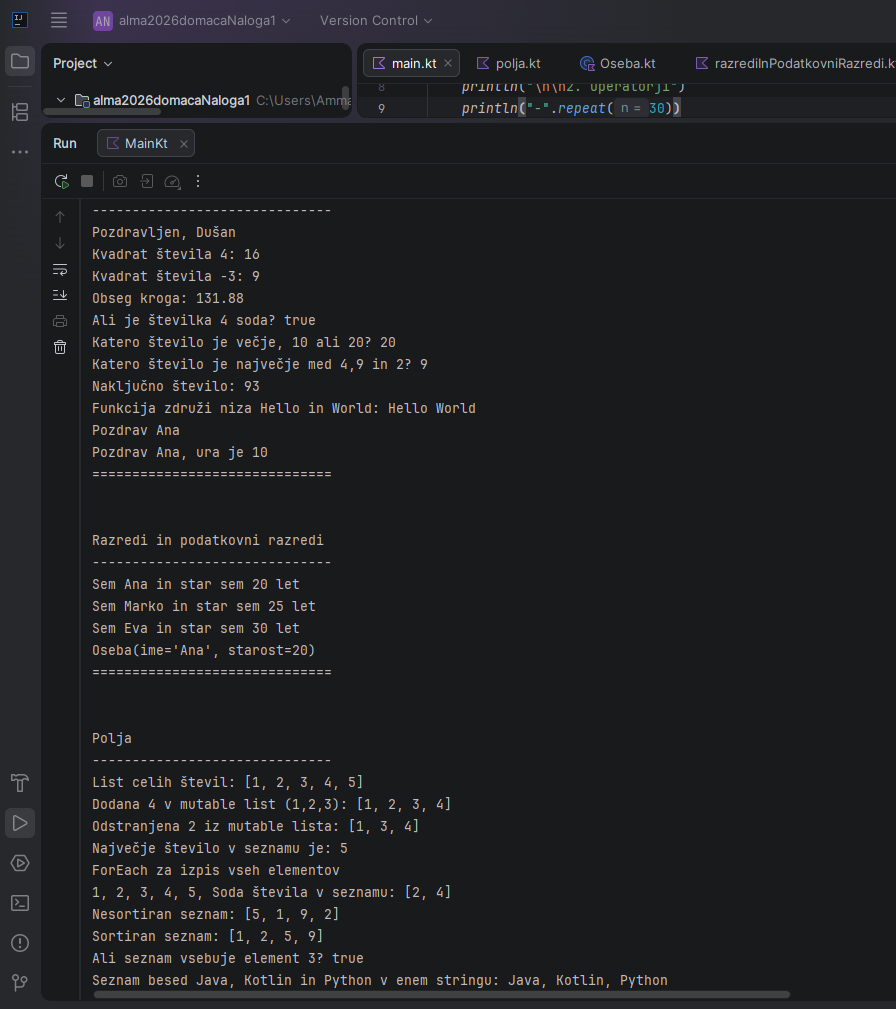 AN alma2026domacaNaloga1 Version Control
Project
main.kt polja.kt Oseba.kt razrediInPodatkovniRazredi.k
alma2026domacaNaloga1 C:\Users\Amma
8 println("\n\n2. Operatorji")
9 println("-".repeat( n = 30))
Run MainKt
------------------------------
Pozdravljen, Dušan
Kvadrat števila 4: 16
Kvadrat števila -3: 9
Obseg kroga: 131.88
Ali je številka 4 soda? true
Katero število je večje, 10 ali 20? 20
Katero število je največje med 4,9 in 2? 9
Naključno število: 93
Funkcija združi niza Hello in World: Hello World
Pozdrav Ana
Pozdrav Ana, ura je 10
==============================
Razredi in podatkovni razredi
------------------------------
Sem Ana in star sem 20 let
Sem Marko in star sem 25 let
Sem Eva in star sem 30 let
Oseba(ime='Ana', starost=20)
==============================
Polja
------------------------------
List celih števil: [1, 2, 3, 4, 5]
Dodana 4 v mutable list (1,2,3): [1, 2, 3, 4]
Odstranjena 2 iz mutable lista: [1, 3, 4]
Največje število v seznamu je: 5
ForEach za izpis vseh elementov
1, 2, 3, 4, 5, Soda števila v seznamu: [2, 4]
Nesortiran seznam: [5, 1, 9, 2]
Sortiran seznam: [1, 2, 5, 9]
Ali seznam vsebuje element 3? true
Seznam besed Java, Kotlin in Python v enem stringu: Java, Kotlin, Python